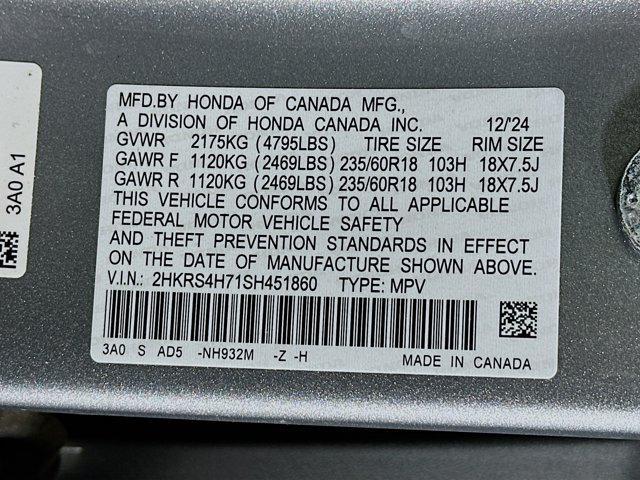 MFD.BY HONDA OF CANADA MFG.,
A DIVISION OF HONDA CANADA INC. 12/'24
GVWR 2175KG (4795LBS) TIRE SIZE RIM SIZE
GAWR F 1120KG (2469LBS) 235/60R18 103H 18X7.5J
GAWR R 1120KG (2469LBS) 235/60R18 103H 18X7.5J
THIS VEHICLE CONFORMS TO ALL APPLICABLE
FEDERAL MOTOR VEHICLE SAFETY
AND THEFT PREVENTION STANDARDS IN EFFECT
ON THE DATE OF MANUFACTURE SHOWN ABOVE.
V.I.N.: 2HKRS4H71SH451860 TYPE: MPV
3A0 S AD5 -NH932M -Z -H MADE IN CANADA
3A0 A1